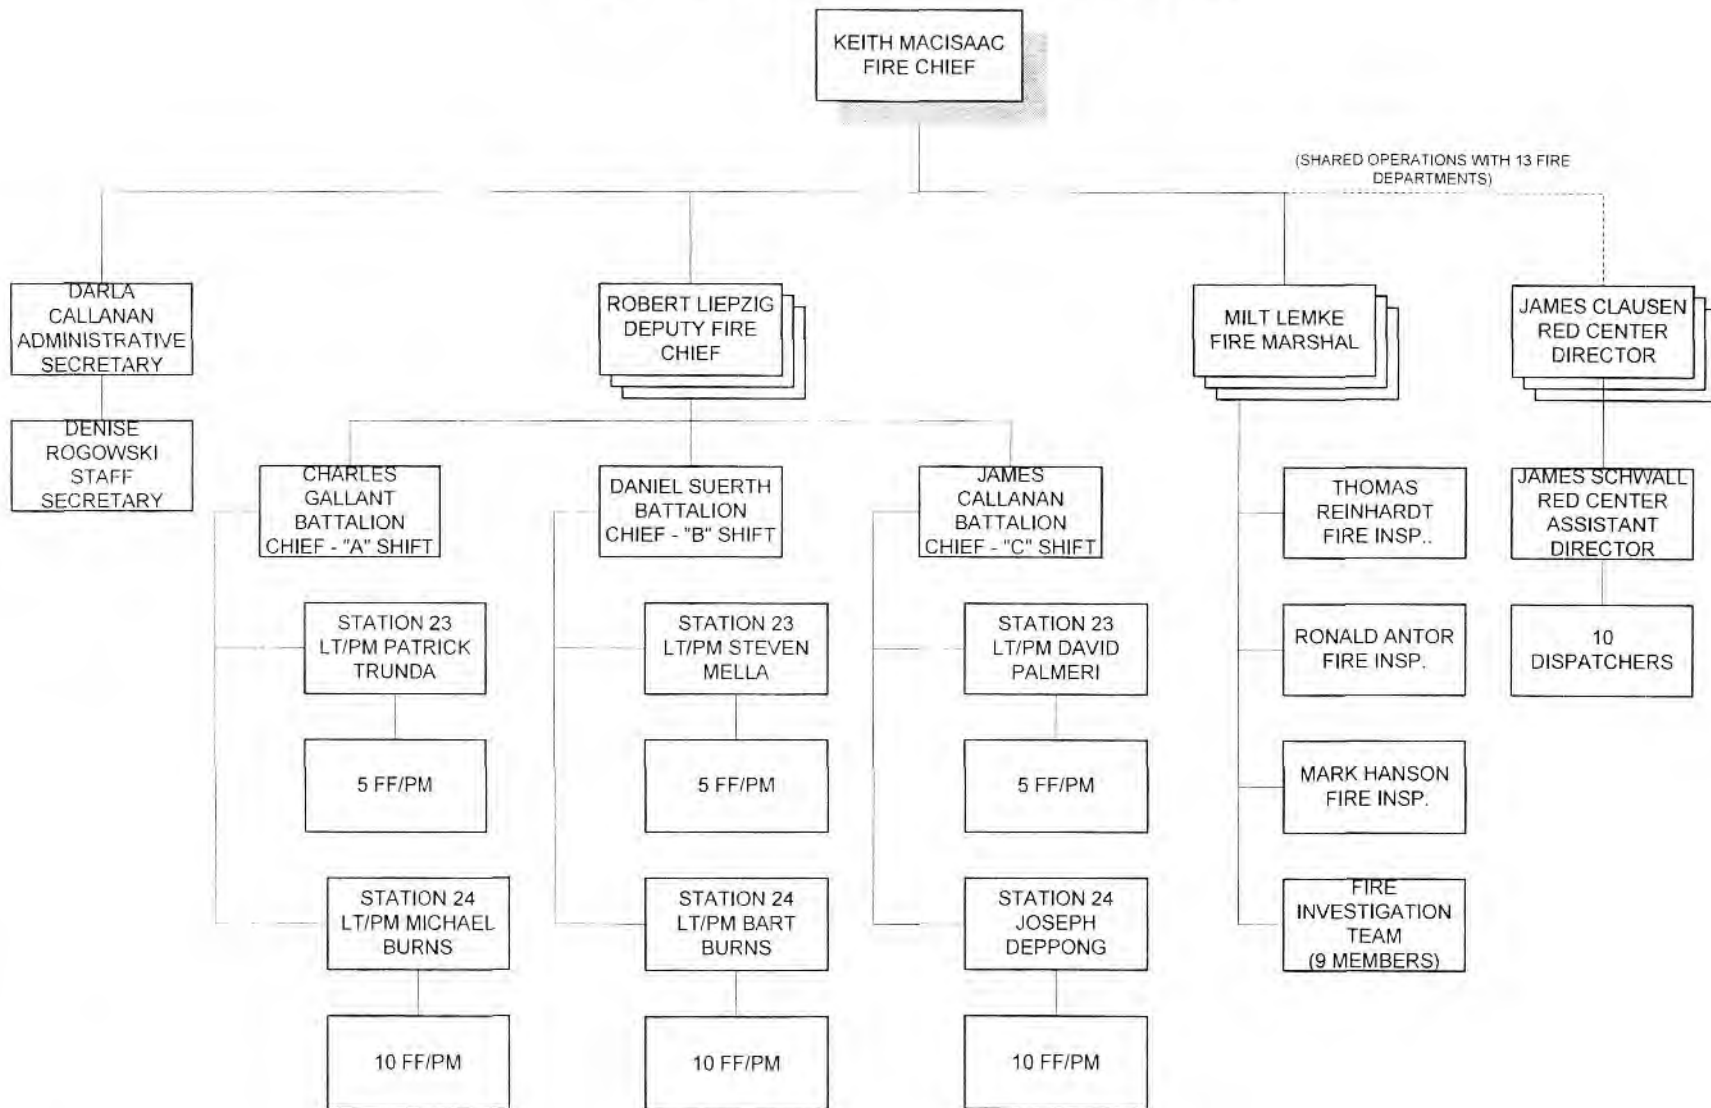 KEITH MACISAAC
FIRE CHIEF
(SHARED OPERATIONS WITH 13 FIRE
DEPARTMENTS)
DARLA
CALLANAN
ADMINISTRATIVE
SECRETARY
DENISE
ROGOWSKI
STAFF
SECRETARY
ROBERT LIEPZIG
DEPUTY FIRE
CHIEF
CHARLES
GALLANT
BATTALION
CHIEF - "A" SHIFT
STATION 23
LT/PM PATRICK
TRUNDA
5 FF/PM
STATION 24
LT/PM MICHAEL
BURNS
10 FF/PM
DANIEL SUERTH
BATTALION
CHIEF - "B" SHIFT
STATION 23
LT/PM STEVEN
MELLA
5 FF/PM
STATION 24
LT/PM BART
BURNS
10 FF/PM
JAMES
CALLANAN
BATTALION
CHIEF - "C" SHIFT
STATION 23
LT/PM DAVID
PALMERI
5 FF/PM
STATION 24
JOSEPH
DEPPONG
10 FF/PM
MILT LEMKE
FIRE MARSHAL
THOMAS
REINHARDT
FIRE INSP..
RONALD ANTOR
FIRE INSP.
MARK HANSON
FIRE INSP.
FIRE
INVESTIGATION
TEAM
(9 MEMBERS)
JAMES CLAUSEN
RED CENTER
DIRECTOR
JAMES SCHWALL
RED CENTER
ASSISTANT
DIRECTOR
10
DISPATCHERS